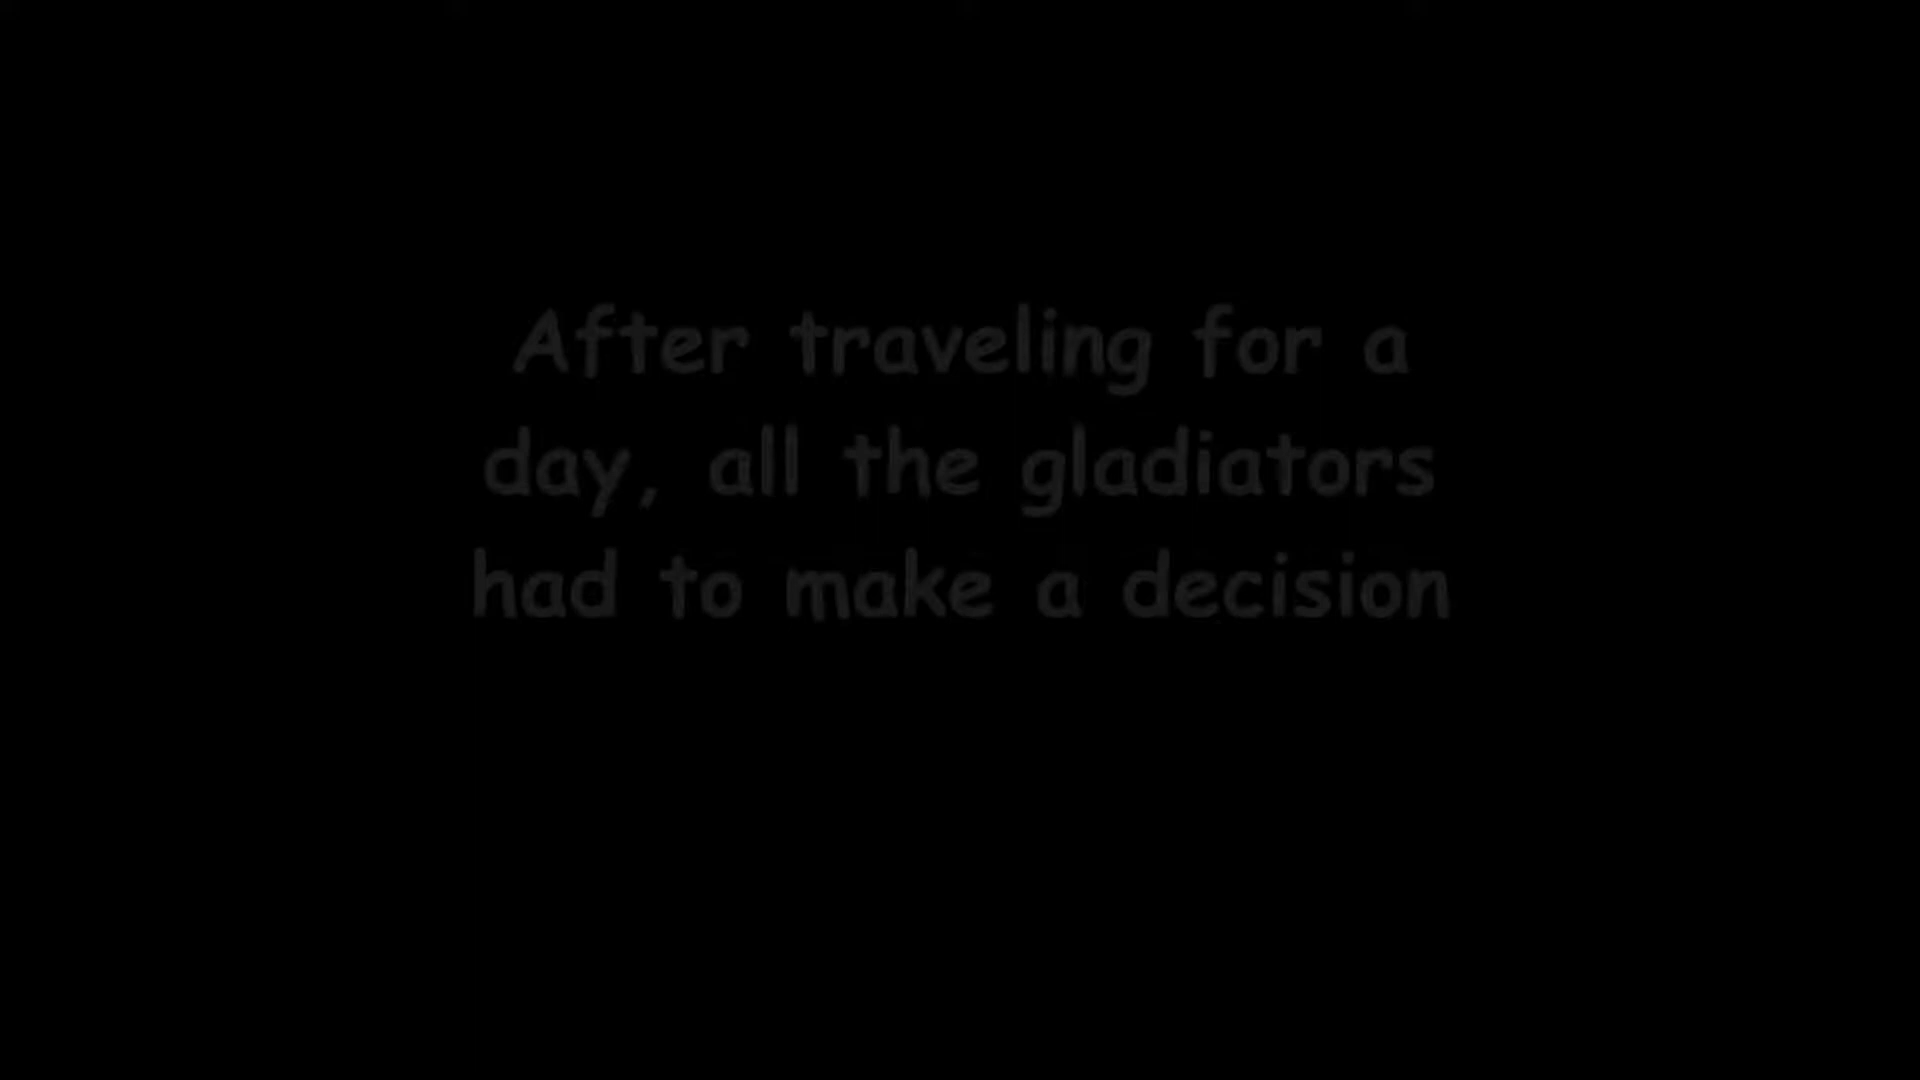 After traveling for a
day, all the gladiators
had to make a decision